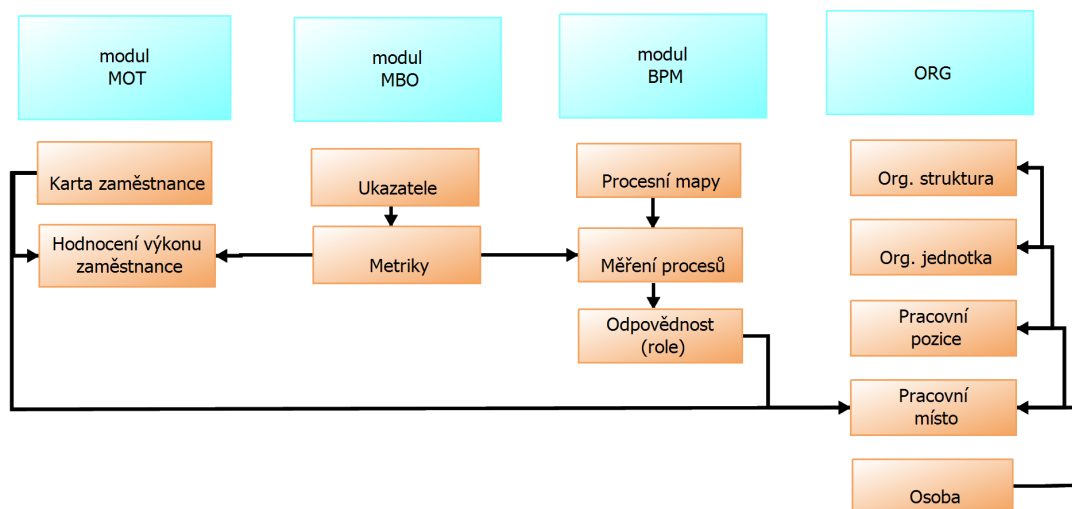 modul
MOT
modul
MBO
modul
BPM
ORG
Karta zaměstnance
Hodnocení výkonu
zaměstnance
Ukazatele
Metriky
Procesní mapy
Měření procesů
Odpovědnost
(role)
Org. struktura
Org. jednotka
Pracovní
pozice
Pracovní
místo
Osoba